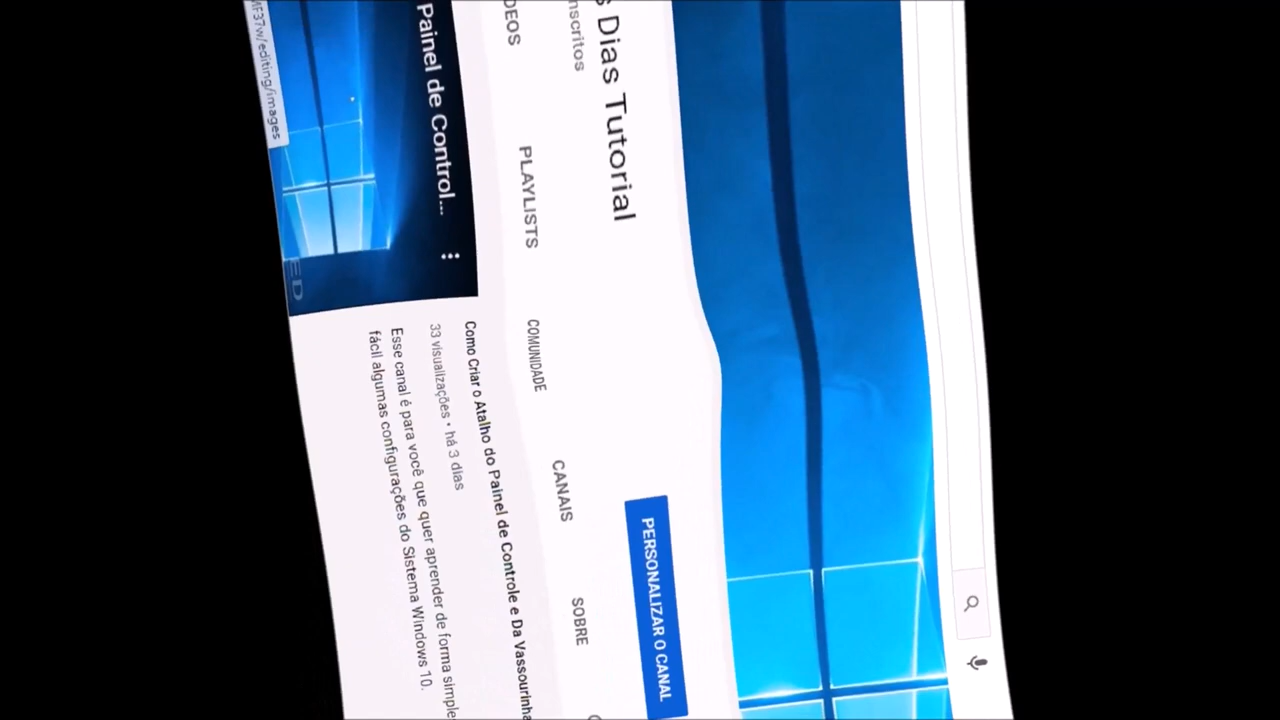 s Dias Tutorial
nscritos
PERSONALIZAR O CANAL
DEOS
PLAYLISTS
COMUNIDADE
CANAIS
SOBRE
Painel de Control...
Como Criar o Atalho do Painel de Controle e Da Vassourinha
33 visualizações • há 3 dias
Esse canal é para você que quer aprender de forma simple
fácil algumas configurações do Sistema Windows 10.
ED
MF37w/editing/images